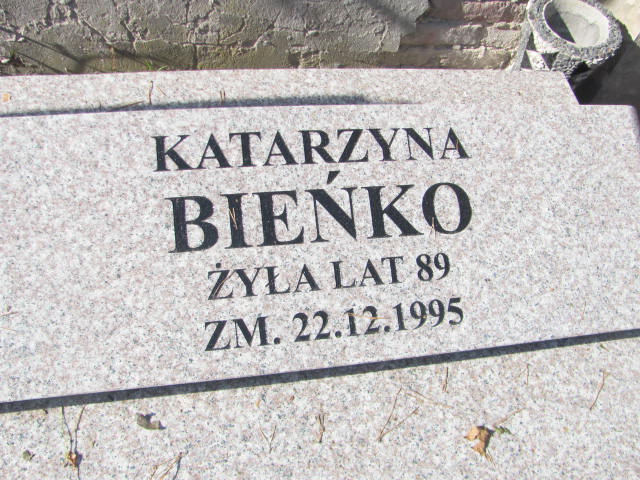 KATARZYNA
BIEŃKO
ŻYŁA LAT 89
ZM. 22.12.1995